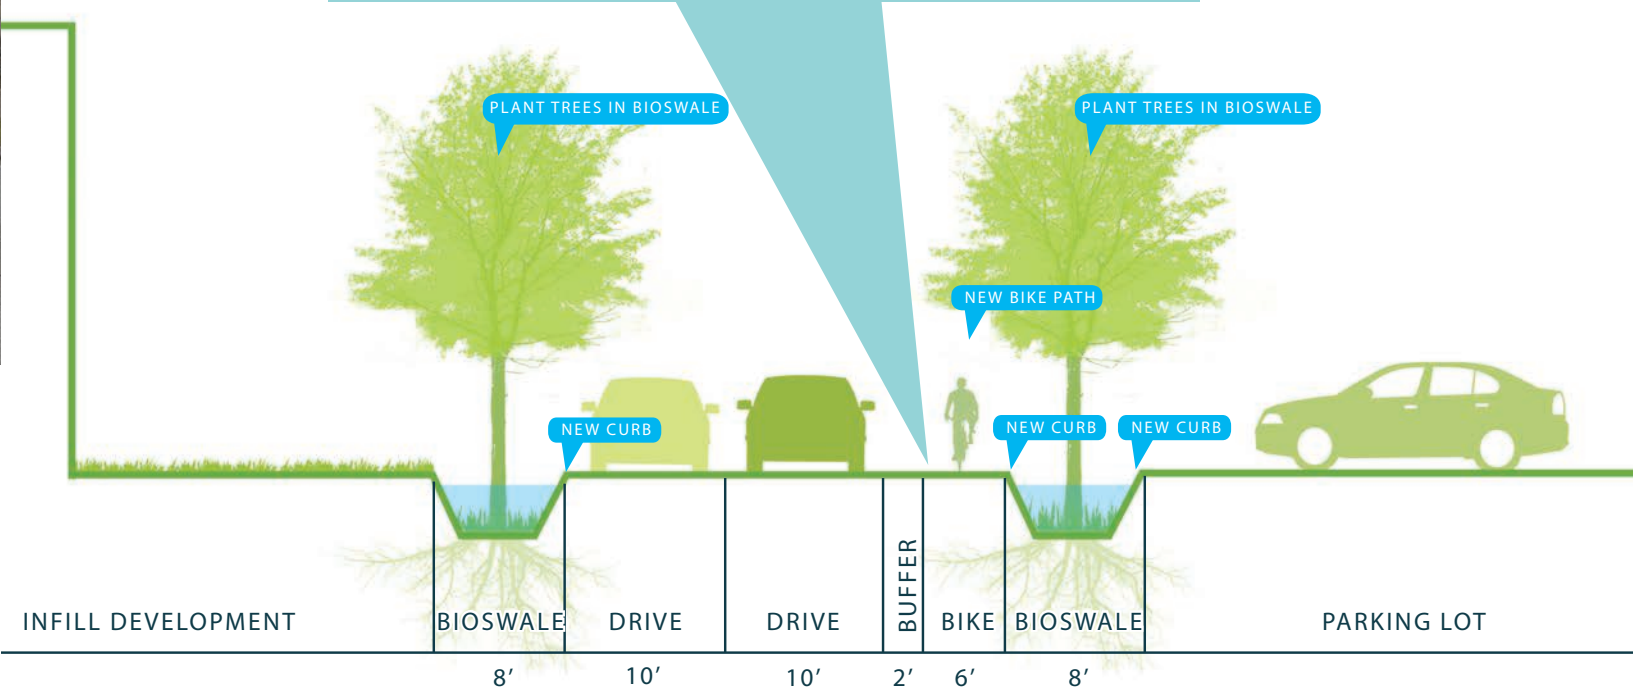 PLANT TREES IN BIOSWALE
PLANT TREES IN BIOSWALE
NEW BIKE PATH
NEW CURB
NEW CURB
NEW CURB
INFILL DEVELOPMENT
BIOSWALE
DRIVE
DRIVE
BUFFER
BIKE
BIOSWALE
PARKING LOT
8’
10’
10’
2’
6’
8’